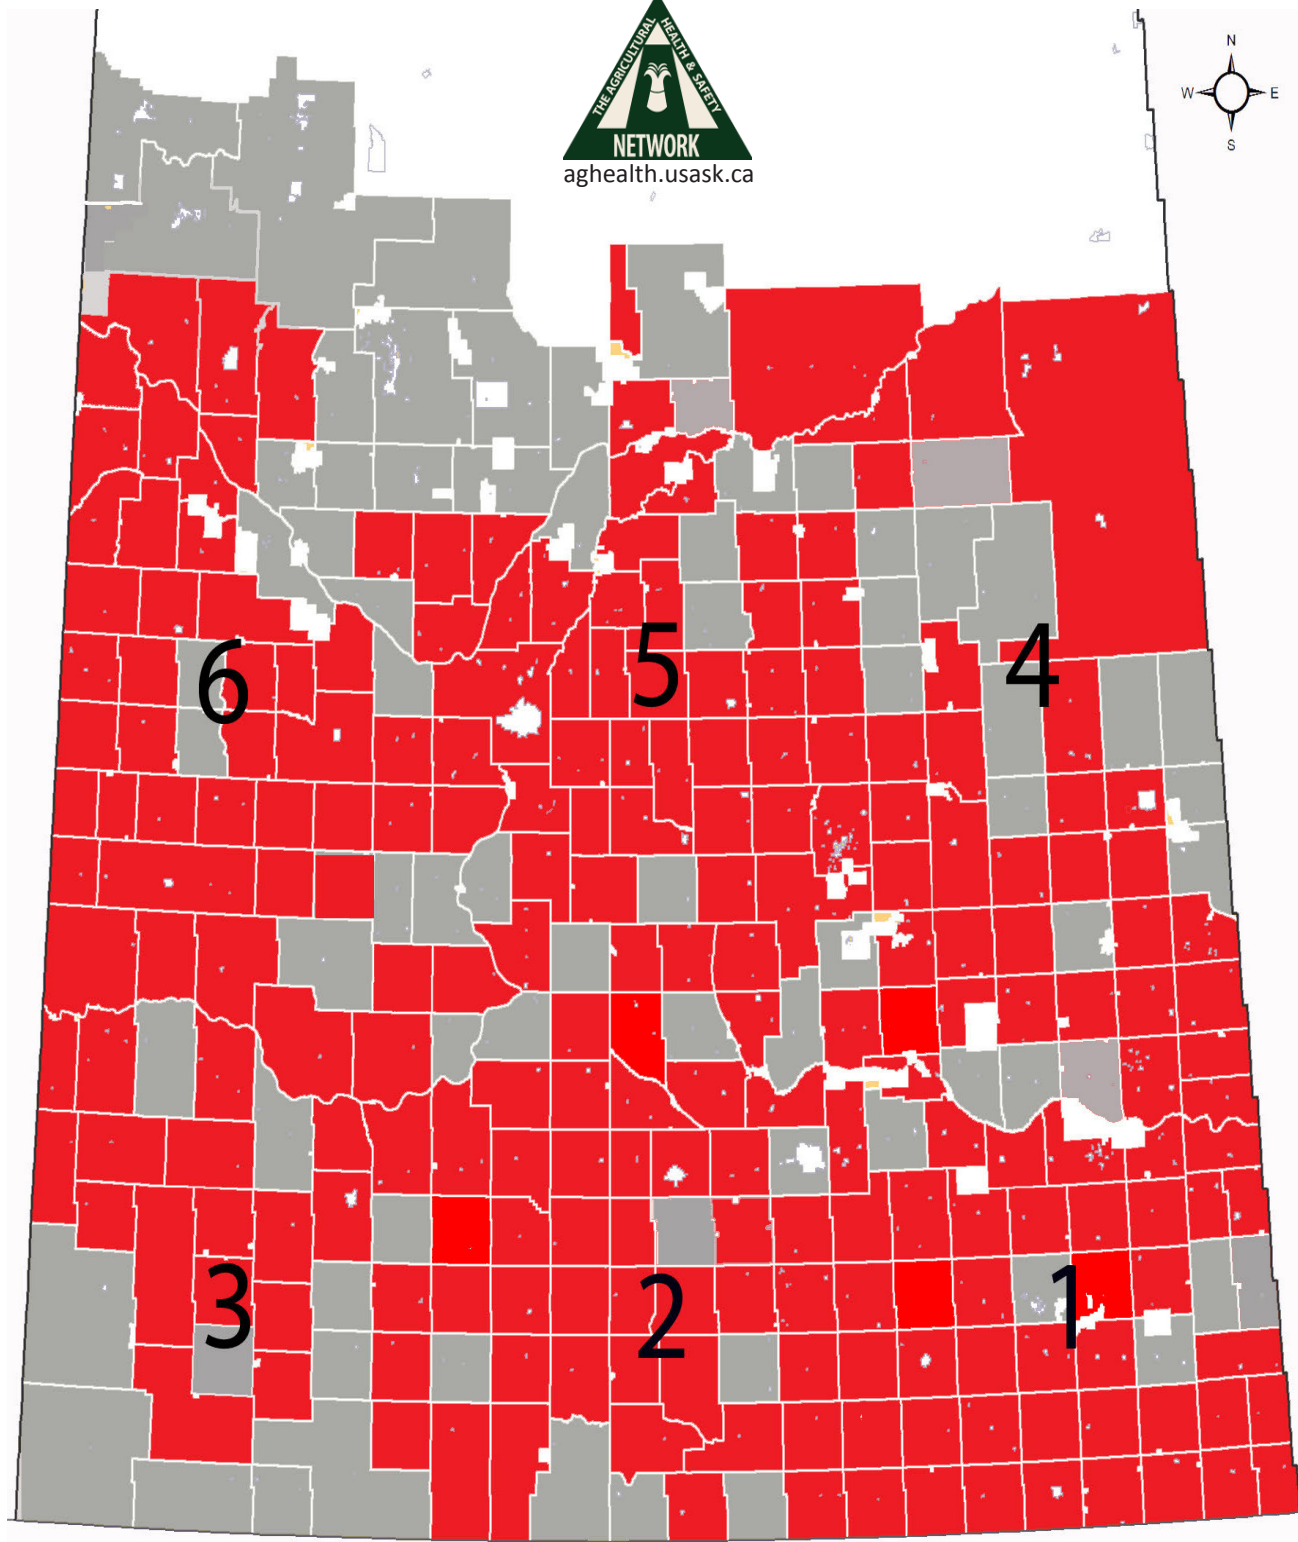 THE AGRICULTURAL
HEALTH & SAFETY
NETWORK
aghealth.usask.ca
N
W E
S
6
5
4
3
2
1